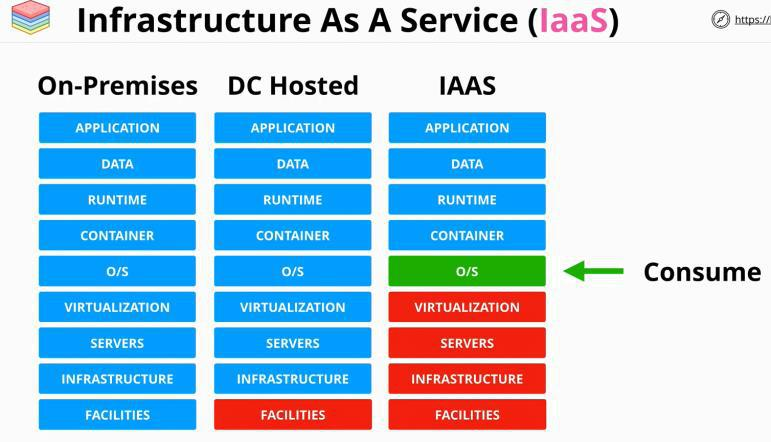 Infrastructure As A Service (IaaS)
https://
On-Premises DC Hosted IAAS
APPLICATION APPLICATION APPLICATION
DATA DATA DATA
RUNTIME RUNTIME RUNTIME
CONTAINER CONTAINER CONTAINER
O/S O/S O/S Consume
VIRTUALIZATION VIRTUALIZATION VIRTUALIZATION
SERVERS SERVERS SERVERS
INFRASTRUCTURE INFRASTRUCTURE INFRASTRUCTURE
FACILITIES FACILITIES FACILITIES